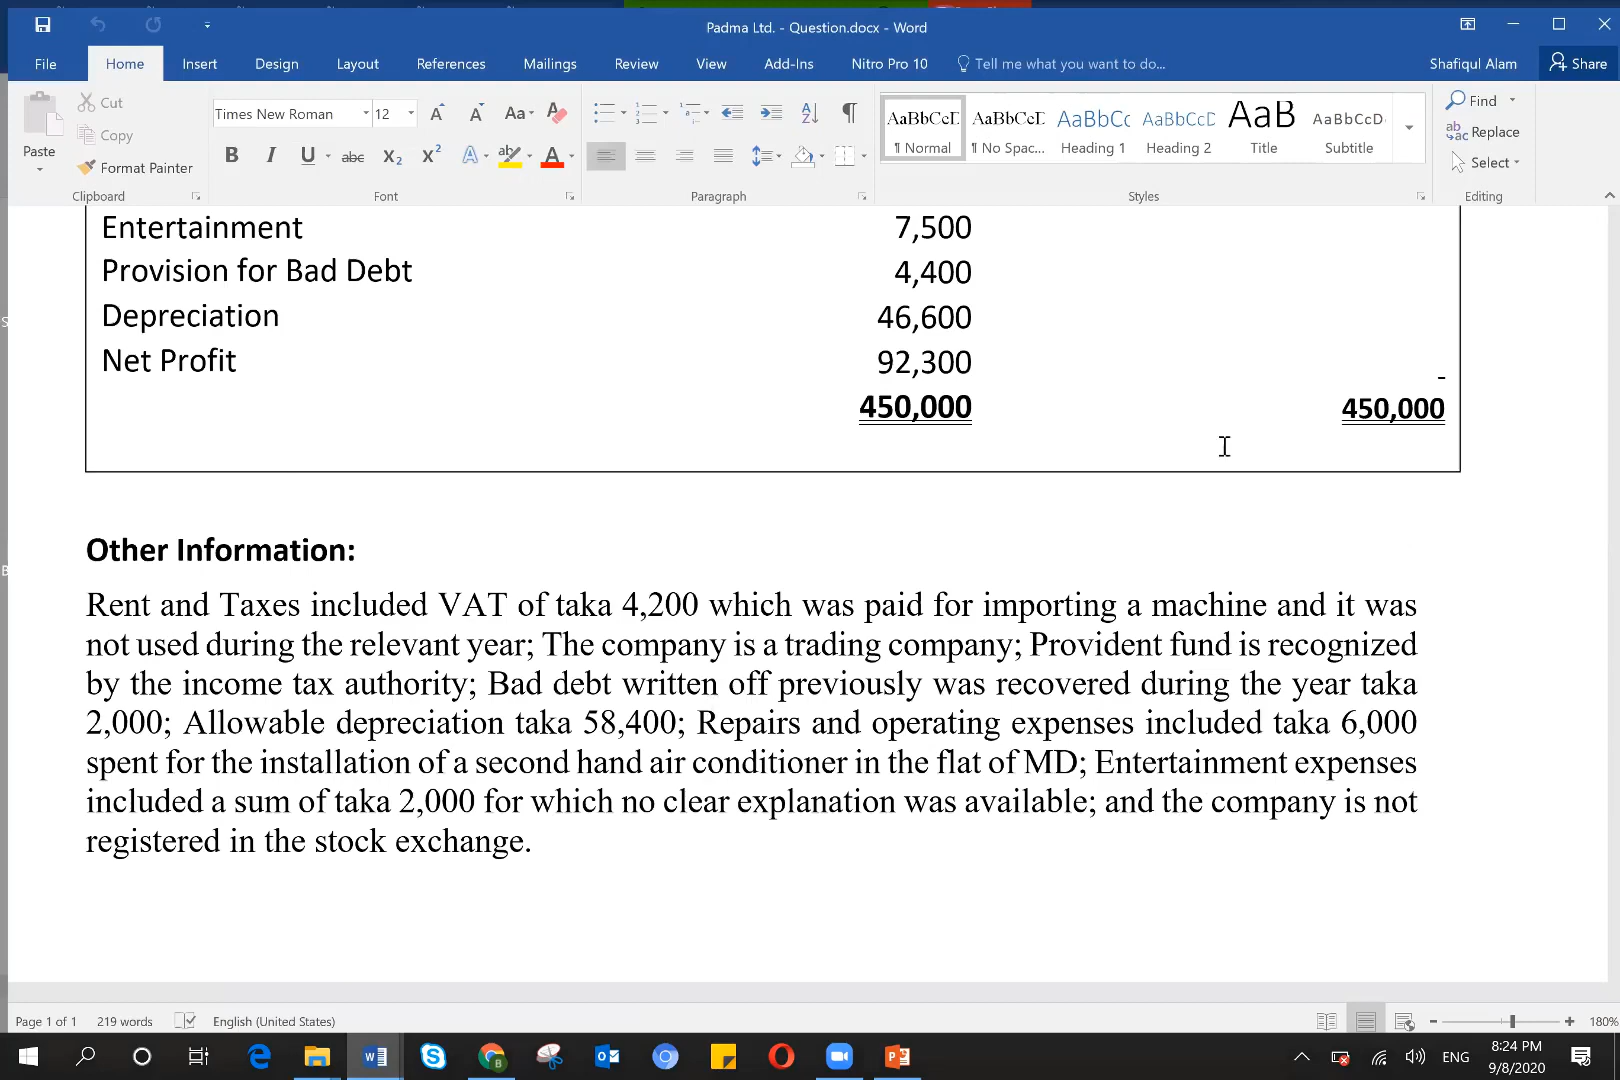 Padma Ltd. - Question.docx - Word
File Home Insert Design Layout References Mailings Review View Add-Ins Nitro Pro 10 Tell me what you want to do... Shafiqul Alam Share
Paste
Cut
Copy
Format Painter
Clipboard
Times New Roman 12
Font
Paragraph
AaBbCcD AaBbCcD AaBbCc AaBbCcD AaB AaBbCcD
¶ Normal ¶ No Spac... Heading 1 Heading 2 Title Subtitle
Styles
Find
Replace
Select
Editing
Entertainment 7,500
Provision for Bad Debt 4,400
Depreciation 46,600
Net Profit 92,300 -
450,000 450,000
Other Information:
Rent and Taxes included VAT of taka 4,200 which was paid for importing a machine and it was
not used during the relevant year; The company is a trading company; Provident fund is recognized
by the income tax authority; Bad debt written off previously was recovered during the year taka
2,000; Allowable depreciation taka 58,400; Repairs and operating expenses included taka 6,000
spent for the installation of a second hand air conditioner in the flat of MD; Entertainment expenses
included a sum of taka 2,000 for which no clear explanation was available; and the company is not
registered in the stock exchange.
Page 1 of 1 219 words English (United States) 180%
ENG 8:24 PM
9/8/2020